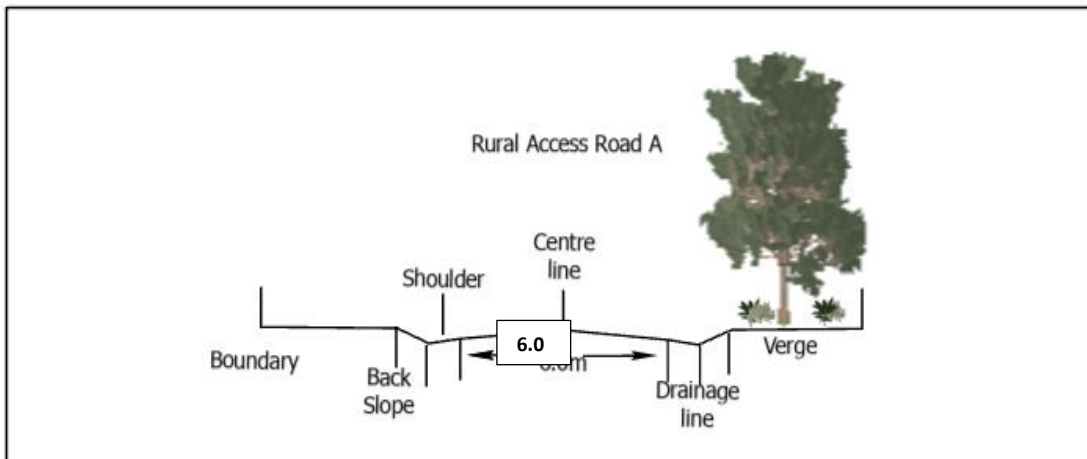 Rural Access Road A
Centre
line
Shoulder
6.0
Boundary
Back
Slope
Verge
Drainage
line